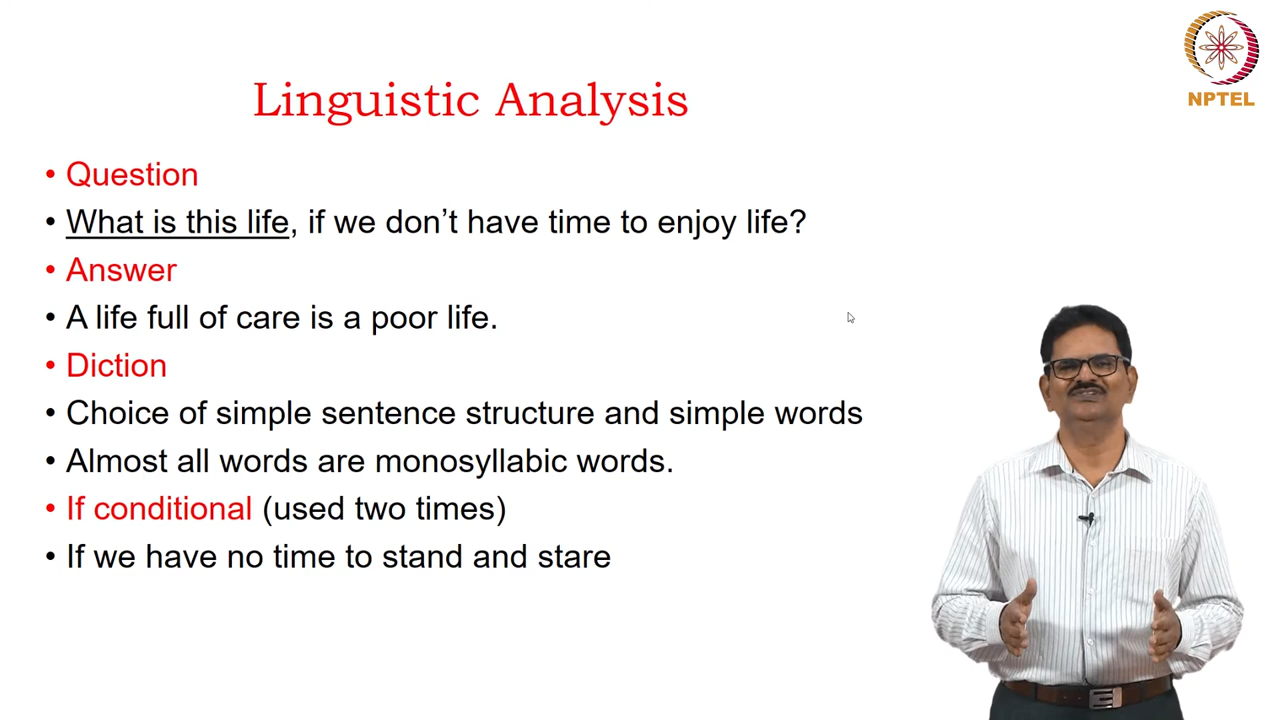 NPTEL
Linguistic Analysis
• Question
• What is this life, if we don't have time to enjoy life?
• Answer
• A life full of care is a poor life.
• Diction
• Choice of simple sentence structure and simple words
• Almost all words are monosyllabic words.
• If conditional (used two times)
• If we have no time to stand and stare